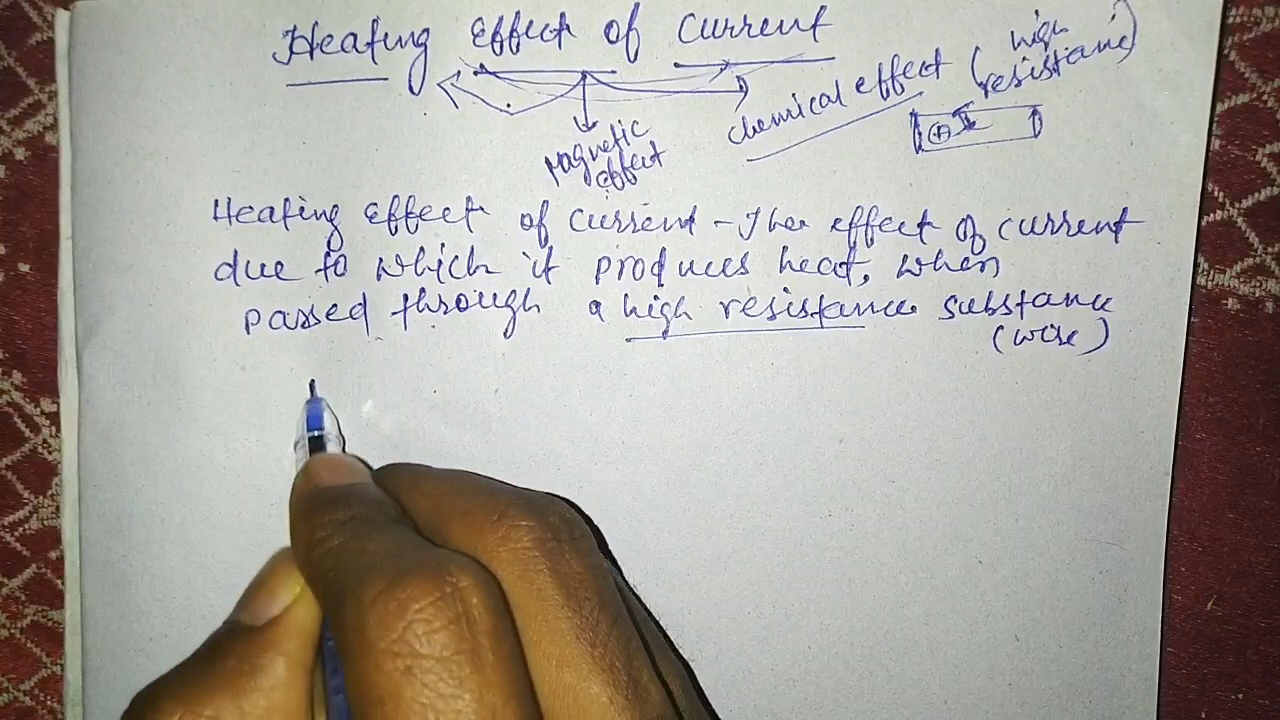 Heating effect of current
Magnetic
effect
chemical effect (high
resistance)
+
Heating effect of current - The effect of current
due to which it produces heat, when
passed through a high resistance substance
(wire)